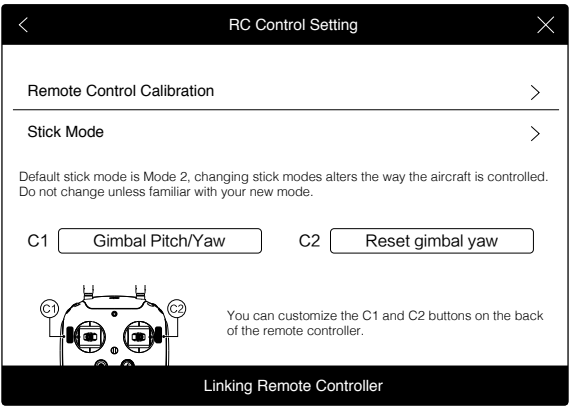 RC Control Setting
Remote Control Calibration
Stick Mode
Default stick mode is Mode 2, changing stick modes alters the way the aircraft is controlled.
Do not change unless familiar with your new mode.
C1 Gimbal Pitch/Yaw C2 Reset gimbal yaw
C1 C2
You can customize the C1 and C2 buttons on the back
of the remote controller.
Linking Remote Controller